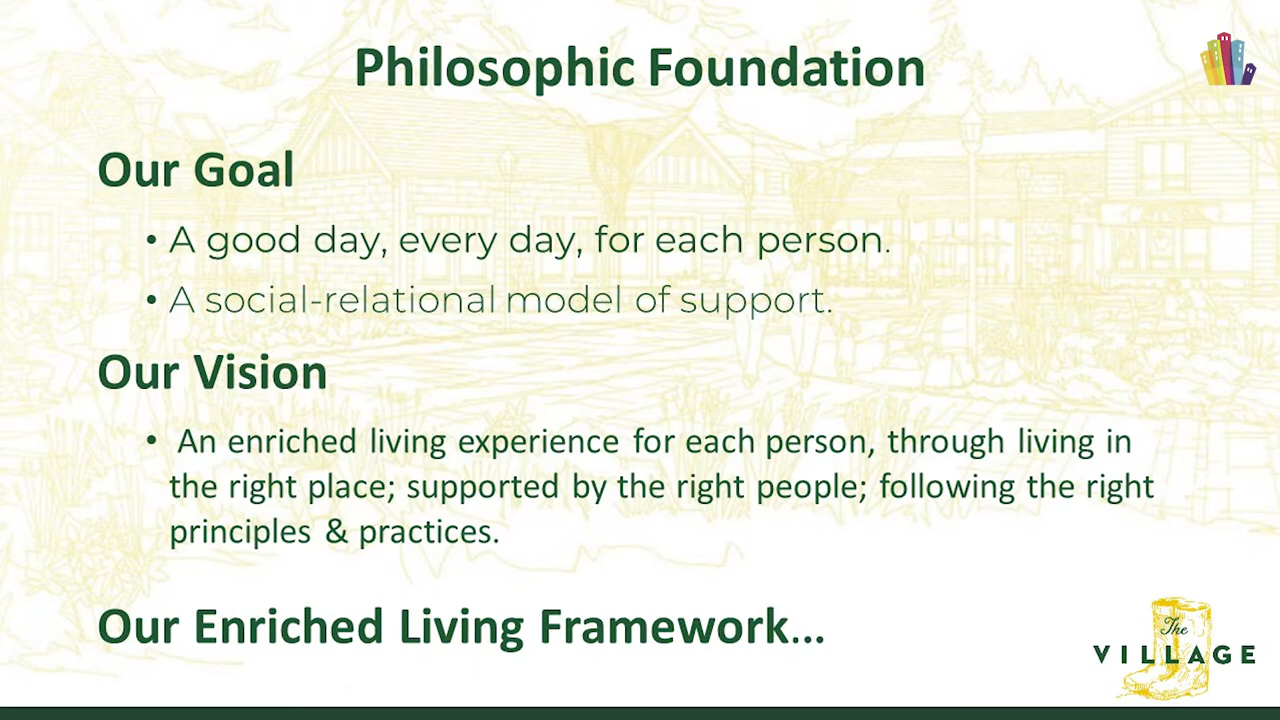 Philosophic Foundation
Our Goal
• A good day, every day, for each person.
• A social-relational model of support.
Our Vision
• An enriched living experience for each person, through living in
the right place; supported by the right people; following the right
principles & practices.
Our Enriched Living Framework...
The
VILLAGE